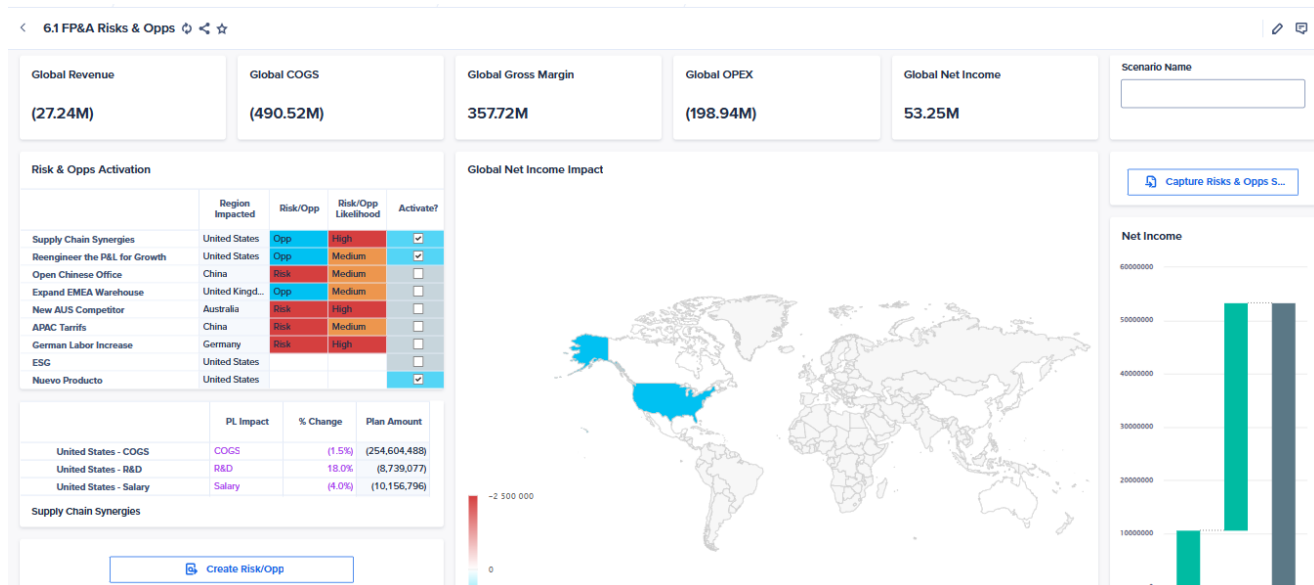 6.1 FP&A Risks & Opps
Global Revenue
(27.24M)
Global COGS
(490.52M)
Global Gross Margin
357.72M
Global OPEX
(198.94M)
Global Net Income
53.25M
Scenario Name
Risk & Opps Activation
Region Impacted Risk/Opp Risk/Opp Likelihood Activate?
Supply Chain Synergies United States Opp High
Reengineer the P&L for Growth United States Opp Medium
Open Chinese Office China Risk Medium
Expand EMEA Warehouse United Kingd... Opp Medium
New AUS Competitor Australia Risk High
APAC Tarrifs China Risk Medium
German Labor Increase Germany Risk High
ESG United States
Nuevo Producto United States
PL Impact % Change Plan Amount
United States - COGS COGS (1.5%) (254,604,488)
United States - R&D R&D 18.0% (8,739,077)
United States - Salary Salary (4.0%) (10,156,796)
Supply Chain Synergies
Create Risk/Opp
Global Net Income Impact
−2 500 000
0
Capture Risks & Opps S...
Net Income
60000000
50000000
40000000
30000000
20000000
10000000